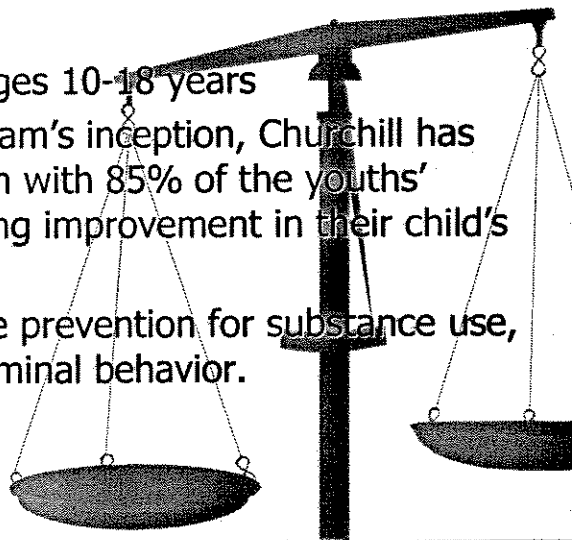 ges 10-18 years
am's inception, Churchill has
n with 85% of the youths'
ng improvement in their child's
e prevention for substance use,
minal behavior.